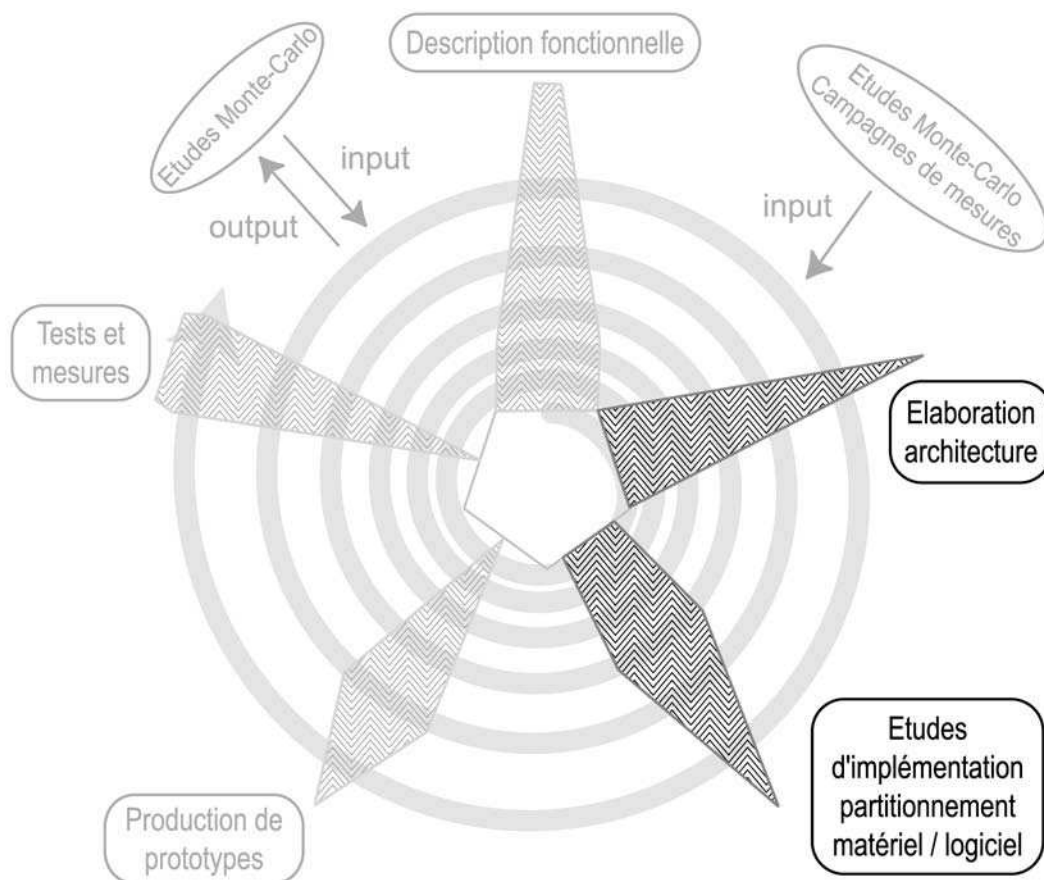 Description fonctionnelle
Etudes Monte-Carlo
input
output
Etudes Monte-Carlo
Campagnes de mesures
input
Tests et
mesures
Elaboration
architecture
Etudes
d'implémentation
partitionnement
matériel / logiciel
Production de
prototypes